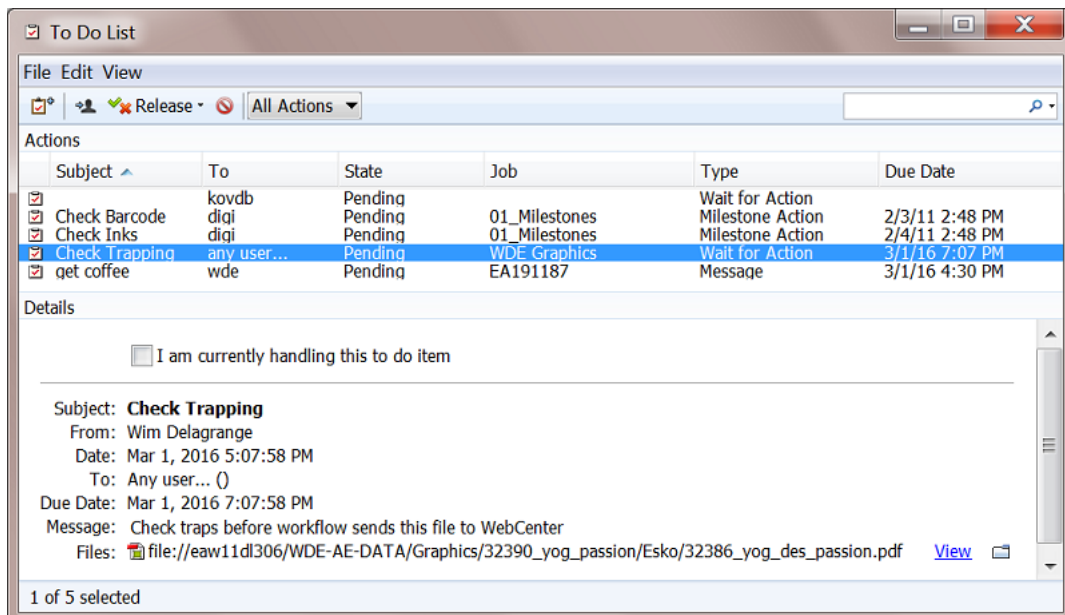 To Do List
File Edit View
Release All Actions
Actions
Subject To State Job Type Due Date
kovdb Pending Wait for Action
Check Barcode digi Pending 01_Milestones Milestone Action 2/3/11 2:48 PM
Check Inks digi Pending 01_Milestones Milestone Action 2/4/11 2:48 PM
Check Trapping any user... Pending WDE Graphics Wait for Action 3/1/16 7:07 PM
get coffee wde Pending EA191187 Message 3/1/16 4:30 PM
Details
I am currently handling this to do item
Subject: Check Trapping
From: Wim Delagrange
Date: Mar 1, 2016 5:07:58 PM
To: Any user... ()
Due Date: Mar 1, 2016 7:07:58 PM
Message: Check traps before workflow sends this file to WebCenter
Files: file://eaw11dl306/WDE-AE-DATA/Graphics/32390_yog_passion/Esko/32386_yog_des_passion.pdf View
1 of 5 selected